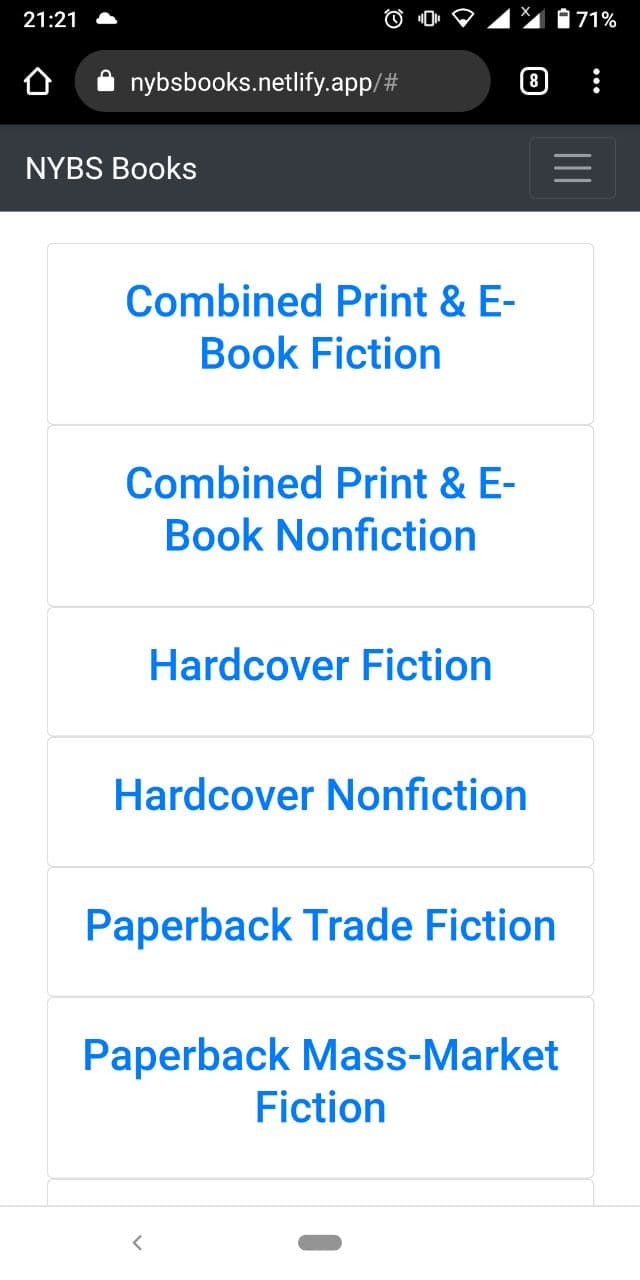 21:21
71%
nybsbooks.netlify.app/#
8
NYBS Books
Combined Print & E-
Book Fiction
Combined Print & E-
Book Nonfiction
Hardcover Fiction
Hardcover Nonfiction
Paperback Trade Fiction
Paperback Mass-Market
Fiction